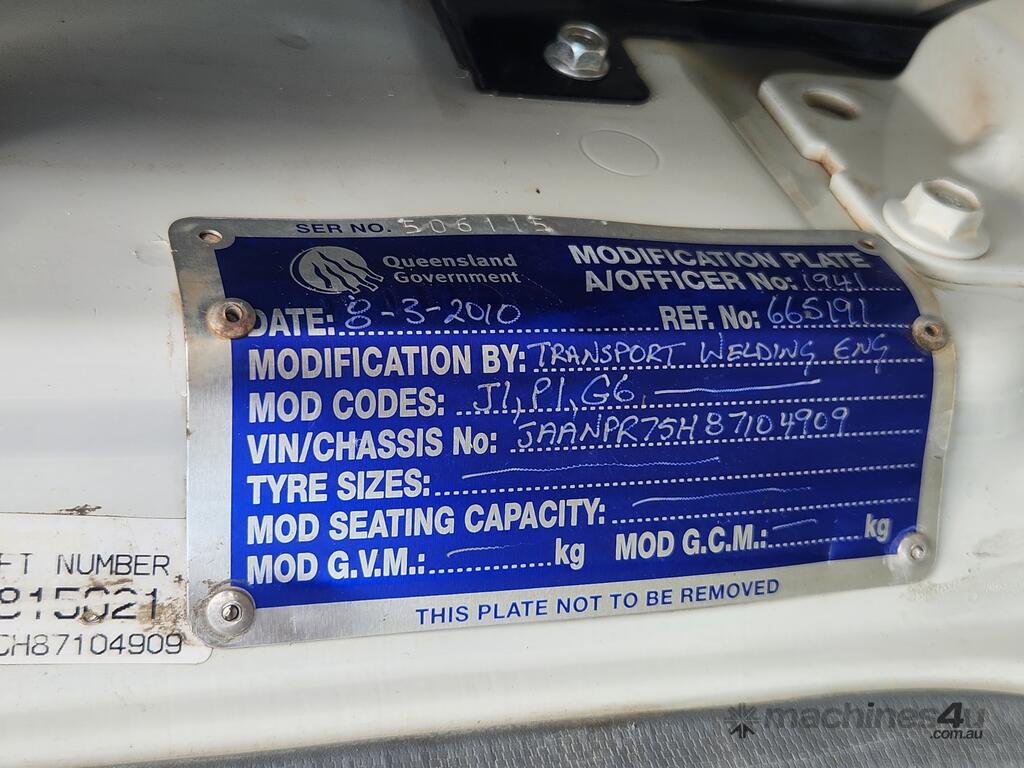 SER NO. 506115
Queensland Government
MODIFICATION PLATE
A/OFFICER No: 1941
DATE: 8-3-2010 REF. No: 665191
MODIFICATION BY: TRANSPORT WELDING ENG
MOD CODES: J1, P1, G6
VIN/CHASSIS No: JAANPR75H87104909
TYRE SIZES:
MOD SEATING CAPACITY:
MOD G.V.M.: kg MOD G.C.M.: kg
THIS PLATE NOT TO BE REMOVED
FT NUMBER
815021
CH87104909
machines4u
.com.au